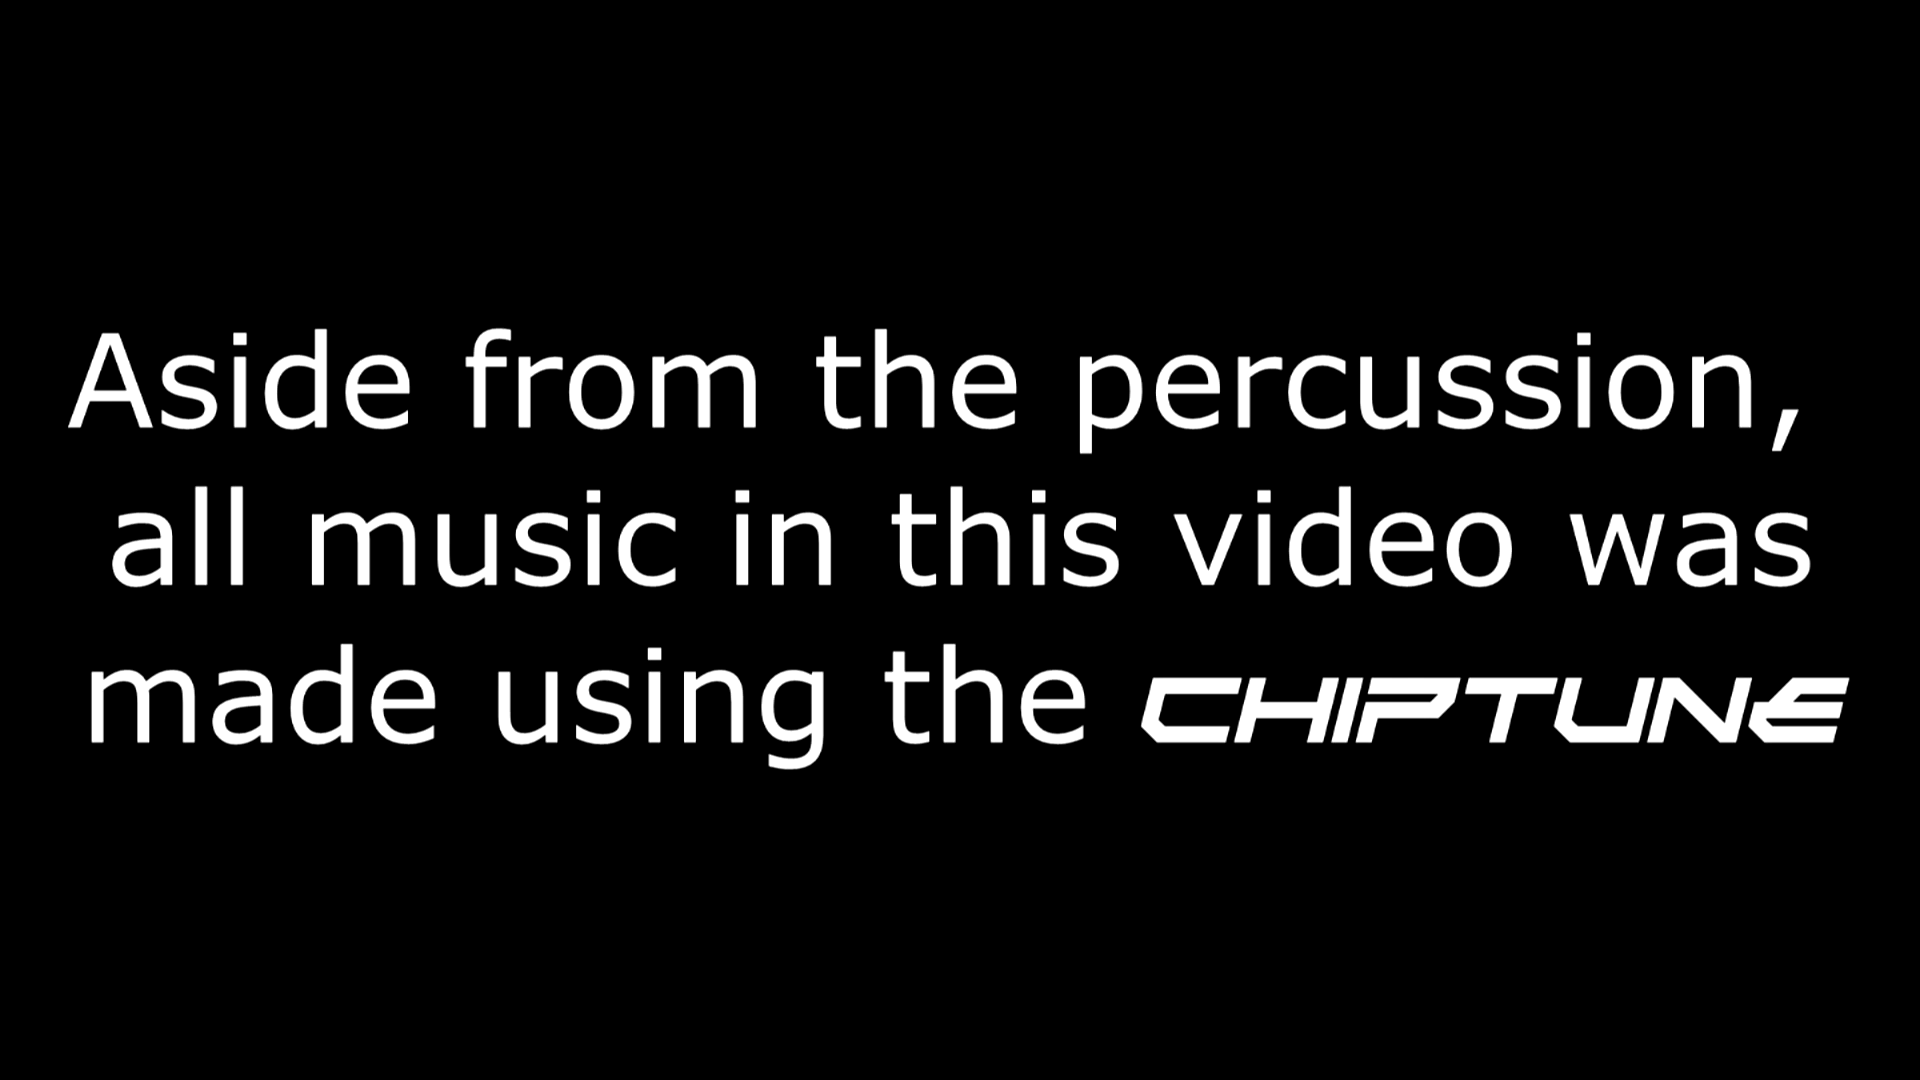 Aside from the percussion,
all music in this video was
made using the CHIPTUNE